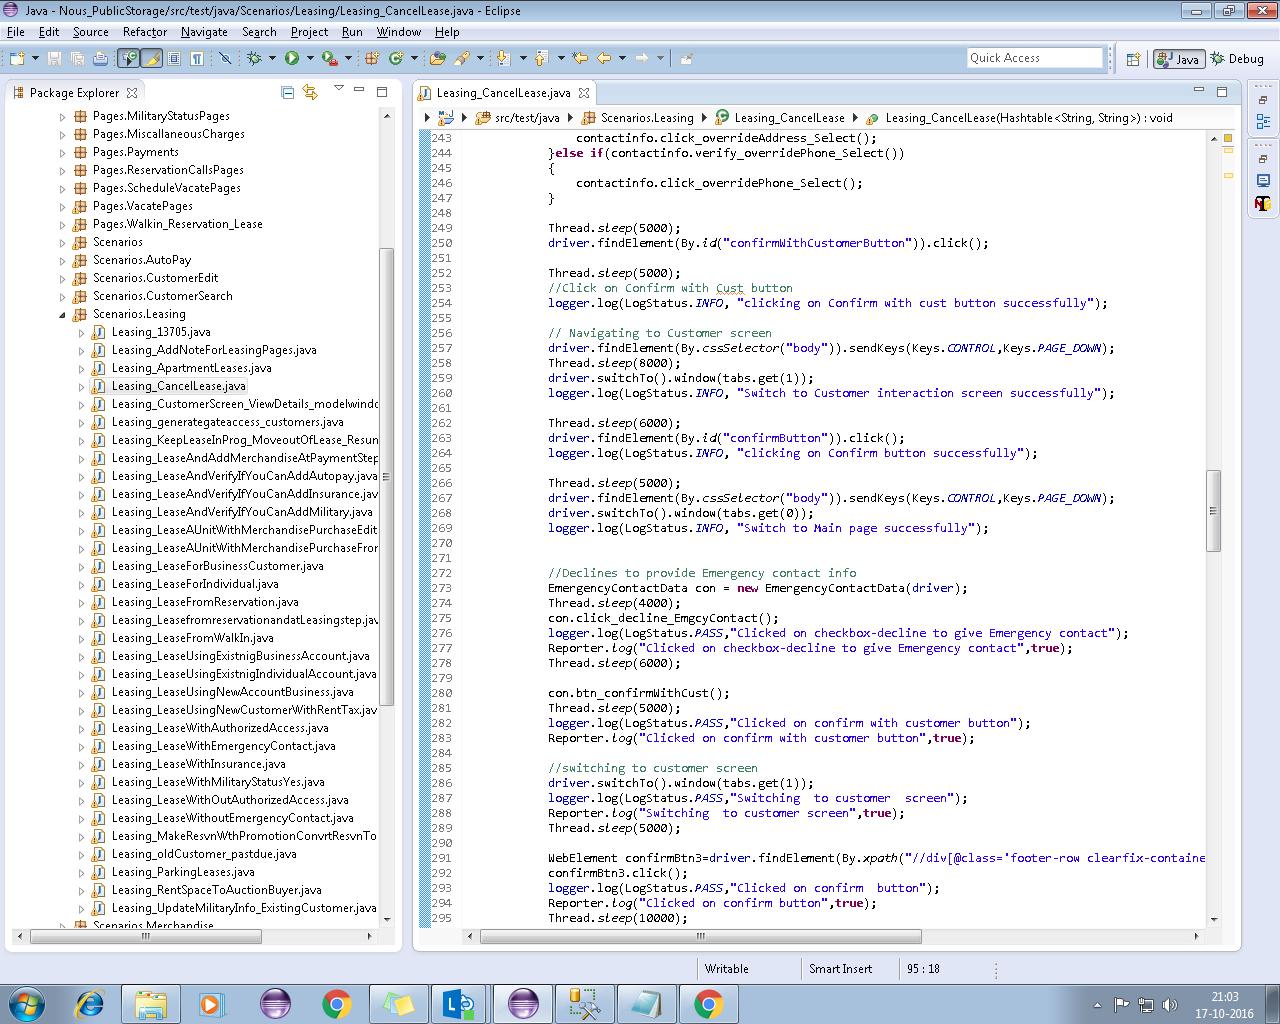 Java - Nous_PublicStorage/src/test/java/Scenarios/Leasing/Leasing_CancelLease.java - Eclipse
File Edit Source Refactor Navigate Search Project Run Window Help
Quick Access
Java
Debug
Package Explorer
Pages.MilitaryStatusPages
Pages.MiscallaneousCharges
Pages.Payments
Pages.ReservationCallsPages
Pages.ScheduleVacatePages
Pages.VacatePages
Pages.Walkin_Reservation_Lease
Scenarios
Scenarios.AutoPay
Scenarios.CustomerEdit
Scenarios.CustomerSearch
Scenarios.Leasing
Leasing_13705.java
Leasing_AddNoteForLeasingPages.java
Leasing_ApartmentLeases.java
Leasing_CancelLease.java
Leasing_CustomerScreen_ViewDetails_modelwindo
Leasing_generategateaccess_customers.java
Leasing_KeepLeaseInProg_MoveoutOfLease_Resun
Leasing_LeaseAndAddMerchandiseAtPaymentStep
Leasing_LeaseAndVerifyIfYouCanAddAutopay.java
Leasing_LeaseAndVerifyIfYouCanAddInsurance.jav
Leasing_LeaseAndVerifyIfYouCanAddMilitary.java
Leasing_LeaseAUnitWithMerchandisePurchaseEdit
Leasing_LeaseAUnitWithMerchandisePurchaseFror
Leasing_LeaseForBusinessCustomer.java
Leasing_LeaseForIndividual.java
Leasing_LeaseFromReservation.java
Leasing_LeasefromreservationandatLeasingstep.jav
Leasing_LeaseFromWalkIn.java
Leasing_LeaseUsingExistnigBusinessAccount.java
Leasing_LeaseUsingExistnigIndividualAccount.java
Leasing_LeaseUsingNewAccountBusiness.java
Leasing_LeaseUsingNewCustomerWithRentTax.jav
Leasing_LeaseWithAuthorizedAccess.java
Leasing_LeaseWithEmergencyContact.java
Leasing_LeaseWithInsurance.java
Leasing_LeaseWithMilitaryStatusYes.java
Leasing_LeaseWithOutAuthorizedAccess.java
Leasing_LeaseWithoutEmergencyContact.java
Leasing_MakeResvnWthPromotionConvrtResvnTo
Leasing_oldCustomer_pastdue.java
Leasing_ParkingLeases.java
Leasing_RentSpaceToAuctionBuyer.java
Leasing_UpdateMilitaryInfo_ExistingCustomer.java
Scenarios.Merchandise
Leasing_CancelLease.java
src/test/java Scenarios.Leasing Leasing_CancelLease Leasing_CancelLease(Hashtable<String, String>) : void
243 contactinfo.click_overrideAddress_Select();
244 }else if(contactinfo.verify_overridePhone_Select())
245 {
246 contactinfo.click_overridePhone_Select();
247 }
248
249 Thread.sleep(5000);
250 driver.findElement(By.id("confirmWithCustomerButton")).click();
251
252 Thread.sleep(5000);
253 //Click on Confirm with Cust button
254 logger.log(LogStatus.INFO, "clicking on Confirm with cust button successfully");
255
256 // Navigating to Customer screen
257 driver.findElement(By.cssSelector("body")).sendKeys(Keys.CONTROL,Keys.PAGE_DOWN);
258 Thread.sleep(8000);
259 driver.switchTo().window(tabs.get(1));
260 logger.log(LogStatus.INFO, "Switch to Customer interaction screen successfully");
261
262 Thread.sleep(6000);
263 driver.findElement(By.id("confirmButton")).click();
264 logger.log(LogStatus.INFO, "clicking on Confirm button successfully");
265
266 Thread.sleep(5000);
267 driver.findElement(By.cssSelector("body")).sendKeys(Keys.CONTROL,Keys.PAGE_DOWN);
268 driver.switchTo().window(tabs.get(0));
269 logger.log(LogStatus.INFO, "Switch to Main page successfully");
270
271
272 //Declines to provide Emergency contact info
273 EmergencyContactData con = new EmergencyContactData(driver);
274 Thread.sleep(4000);
275 con.click_decline_EmgcyContact();
276 logger.log(LogStatus.PASS,"Clicked on checkbox-decline to give Emergency contact");
277 Reporter.log("Clicked on checkbox-decline to give Emergency contact",true);
278 Thread.sleep(6000);
279
280 con.btn_confirmWithCust();
281 Thread.sleep(5000);
282 logger.log(LogStatus.PASS,"Clicked on confirm with customer button");
283 Reporter.log("Clicked on confirm with customer button",true);
284
285 //switching to customer screen
286 driver.switchTo().window(tabs.get(1));
287 logger.log(LogStatus.PASS,"Switching  to customer  screen");
288 Reporter.log("Switching  to customer screen",true);
289 Thread.sleep(5000);
290
291 WebElement confirmBtn3=driver.findElement(By.xpath("//div[@class='footer-row clearfix-containe
292 confirmBtn3.click();
293 logger.log(LogStatus.PASS,"Clicked on confirm  button");
294 Reporter.log("Clicked on confirm button",true);
295 Thread.sleep(10000);
Writable Smart Insert 95 : 18
21:03
17-10-2016